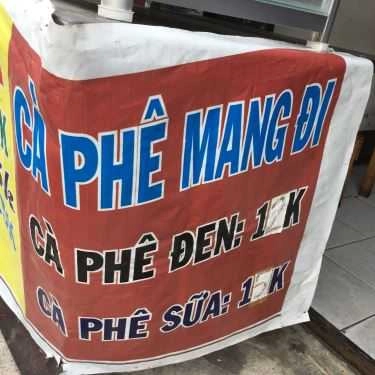 CÀ PHÊ MANG ĐI
CÀ PHÊ ĐEN: 12K
CÀ PHÊ SỮA: 15K